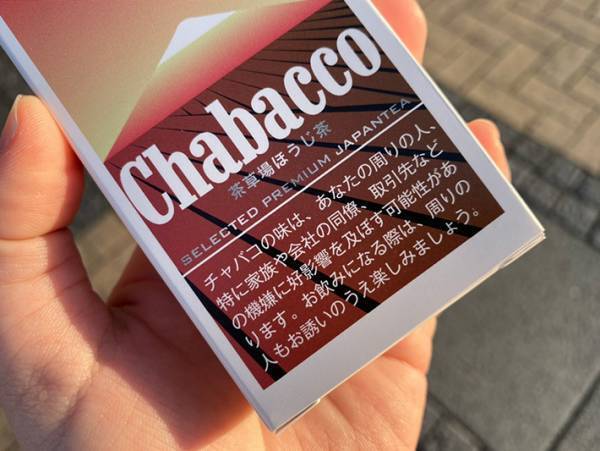 Chabacco
茶草場ほうじ茶
SELECTED PREMIUM JAPANTEA
チャバコの味は、あなたの周りの人、
特に家族や会社の同僚、取引先など
の機嫌に好影響を及ぼす可能性があ
ります。お飲みになる際は、周りの
人もお誘いのうえ楽しみましょう。